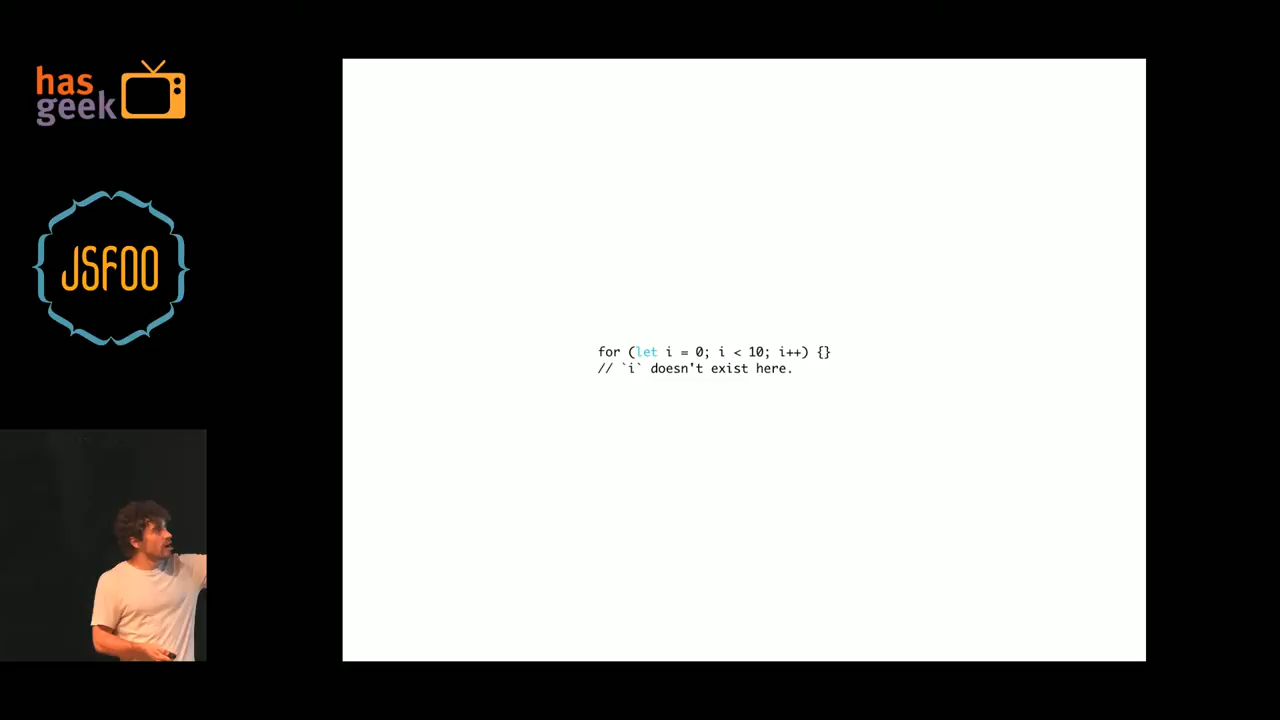 has
geek
JSFOO
for (let i = 0; i < 10; i++) {}
// `i` doesn't exist here.